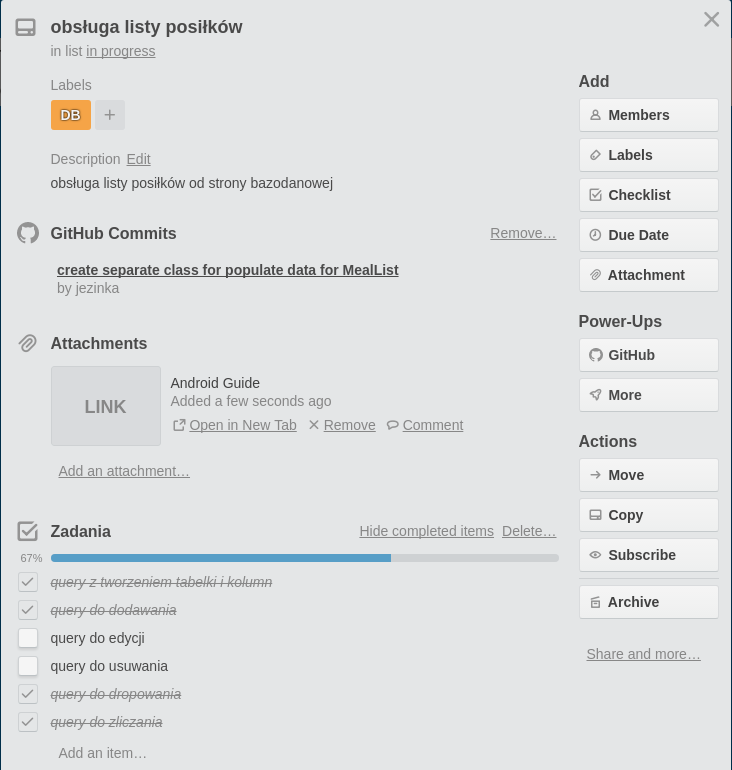 obsługa listy posiłków
in list in progress
Labels
DB +
Description Edit
obsługa listy posiłków od strony bazodanowej
GitHub Commits Remove…
create separate class for populate data for MealList
by jezinka
Attachments
LINK
Android Guide
Added a few seconds ago
Open in New Tab Remove Comment
Add an attachment…
Zadania Hide completed items Delete…
67%
query z tworzeniem tabelki i kolumn
query do dodawania
query do edycji
query do usuwania
query do dropowania
query do zliczania
Add an item…
Add
Members
Labels
Checklist
Due Date
Attachment
Power-Ups
GitHub
More
Actions
Move
Copy
Subscribe
Archive
Share and more…